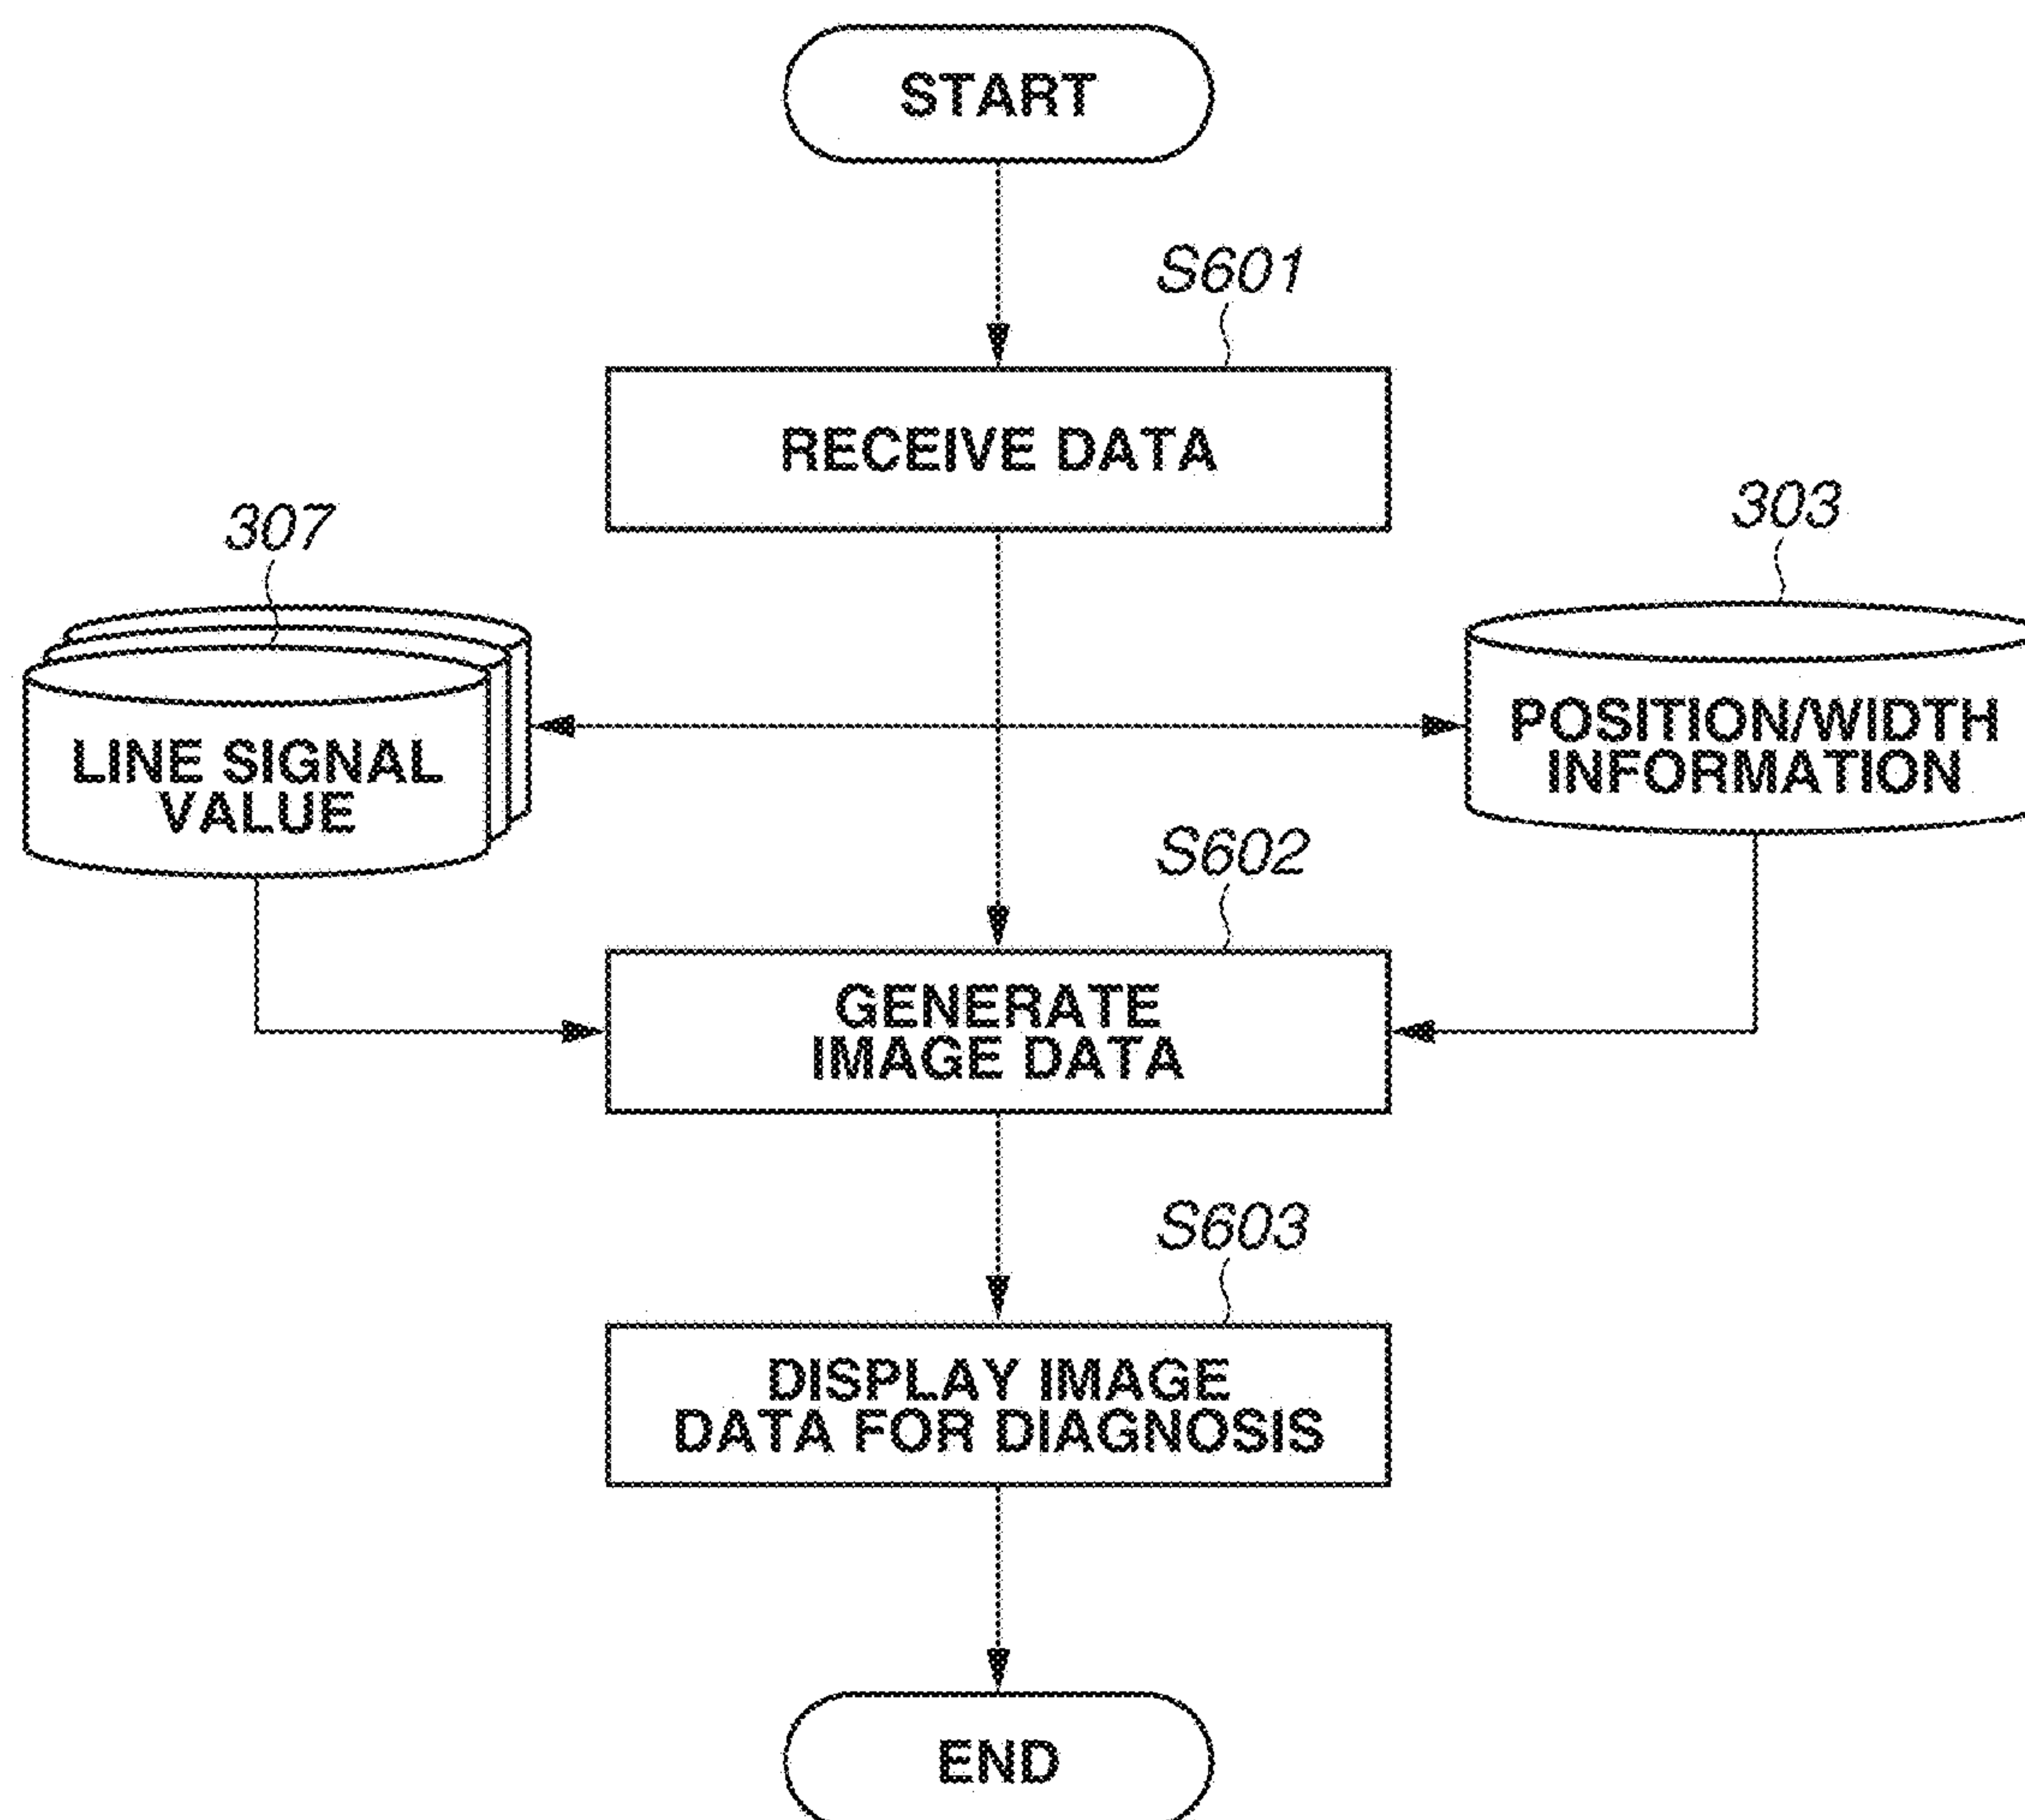 START
S601
RECEIVE DATA
307
303
LINE SIGNAL
VALUE
POSITION/WIDTH
INFORMATION
S602
GENERATE
IMAGE DATA
S603
DISPLAY IMAGE
DATA FOR DIAGNOSIS
END